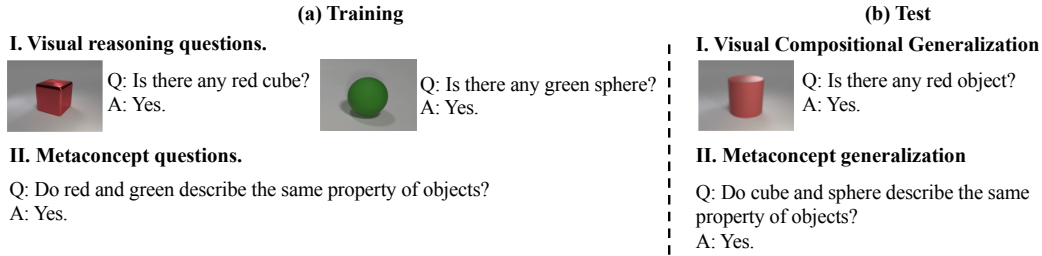 (a) Training
I. Visual reasoning questions.
Q: Is there any red cube?
A: Yes.
Q: Is there any green sphere?
A: Yes.
II. Metaconcept questions.
Q: Do red and green describe the same property of objects?
A: Yes.
(b) Test
I. Visual Compositional Generalization
Q: Is there any red object?
A: Yes.
II. Metaconcept generalization
Q: Do cube and sphere describe the same
property of objects?
A: Yes.